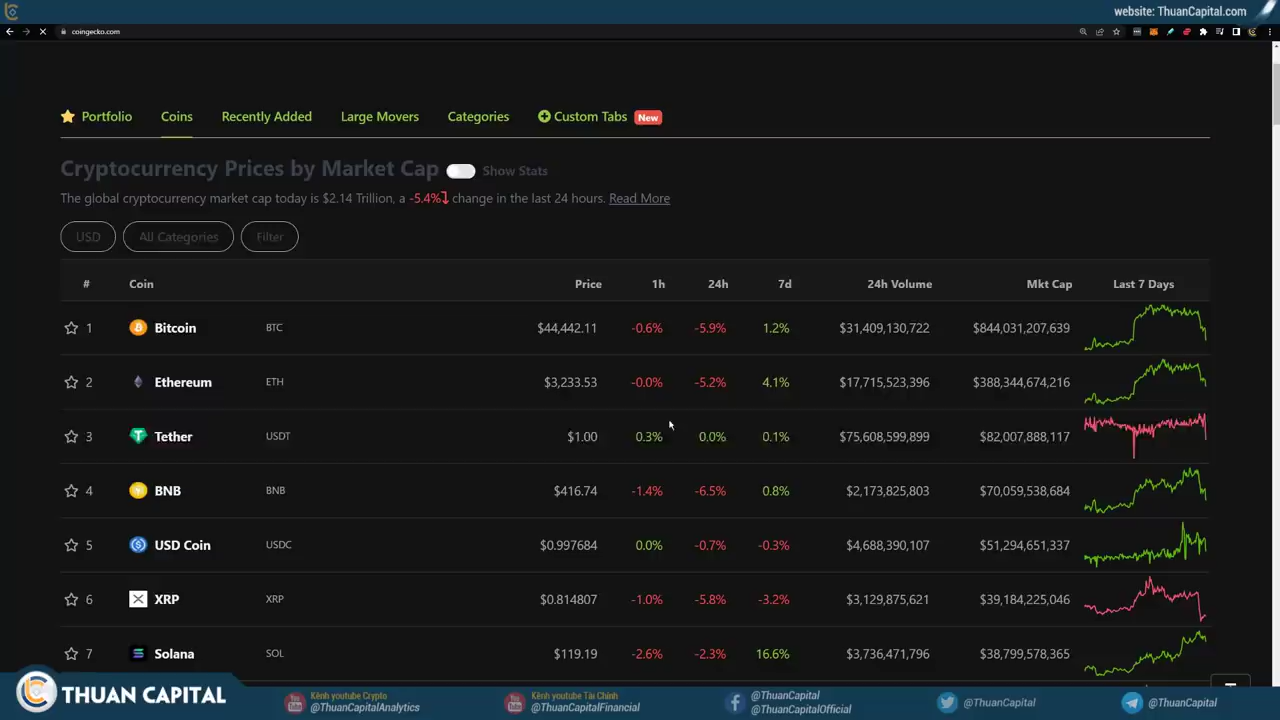 website: ThuanCapital.com
coingecko.com
Portfolio Coins Recently Added Large Movers Categories Custom Tabs New
Cryptocurrency Prices by Market Cap Show Stats
The global cryptocurrency market cap today is $2.14 Trillion, a -5.4% change in the last 24 hours. Read More
USD All Categories Filter
# Coin Price 1h 24h 7d 24h Volume Mkt Cap Last 7 Days
1 Bitcoin BTC $44,442.11 -0.6% -5.9% 1.2% $31,409,130,722 $844,031,207,639
2 Ethereum ETH $3,233.53 -0.0% -5.2% 4.1% $17,715,523,396 $388,344,674,216
3 Tether USDT $1.00 0.3% 0.0% 0.1% $75,608,599,899 $82,007,888,117
4 BNB BNB $416.74 -1.4% -6.5% 0.8% $2,173,825,803 $70,059,538,684
5 USD Coin USDC $0.997684 0.0% -0.7% -0.3% $4,688,390,107 $51,294,651,337
6 XRP XRP $0.814807 -1.0% -5.8% -3.2% $3,129,875,621 $39,184,225,046
7 Solana SOL $119.19 -2.6% -2.3% 16.6% $3,736,471,796 $38,799,578,365
THUAN CAPITAL
Kênh youtube Crypto
@ThuanCapitalAnalytics
Kênh youtube Tài Chính
@ThuanCapitalFinancial
@ThuanCapital
@ThuanCapitalOfficial
@ThuanCapital
@ThuanCapital